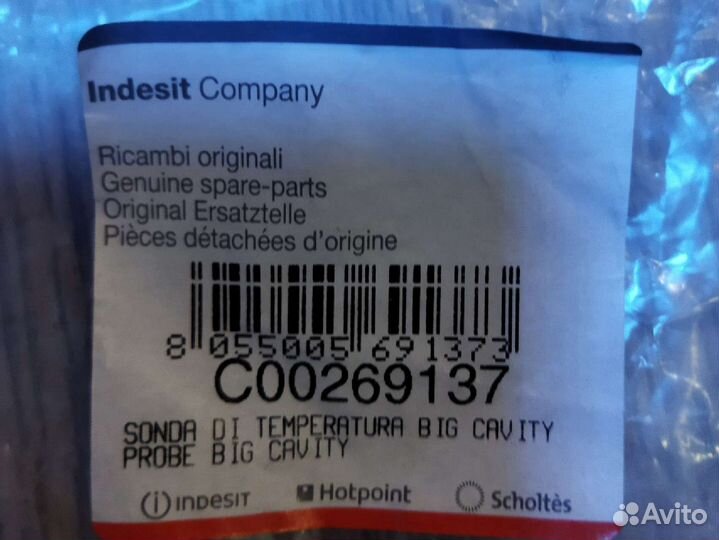 Indesit Company
Ricambi originali
Genuine spare-parts
Original Ersatztelle
Pièces détachées d'origine
8 055005 691373
C00269137
SONDA DI TEMPERATURA BIG CAVITY
PROBE BIG CAVITY
INDESIT Hotpoint Scholtès
Avito